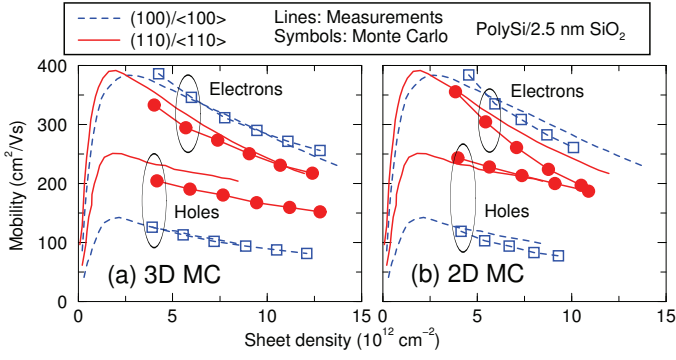 (100)/<100>
(110)/<110>
Lines: Measurements
Symbols: Monte Carlo
PolySi/2.5 nm SiO₂
Mobility (cm²/Vs)
400
300
200
100
0
Electrons
Holes
(a) 3D MC
0 5 10 15
Electrons
Holes
(b) 2D MC
0 5 10 15
Sheet density (10¹² cm⁻²)